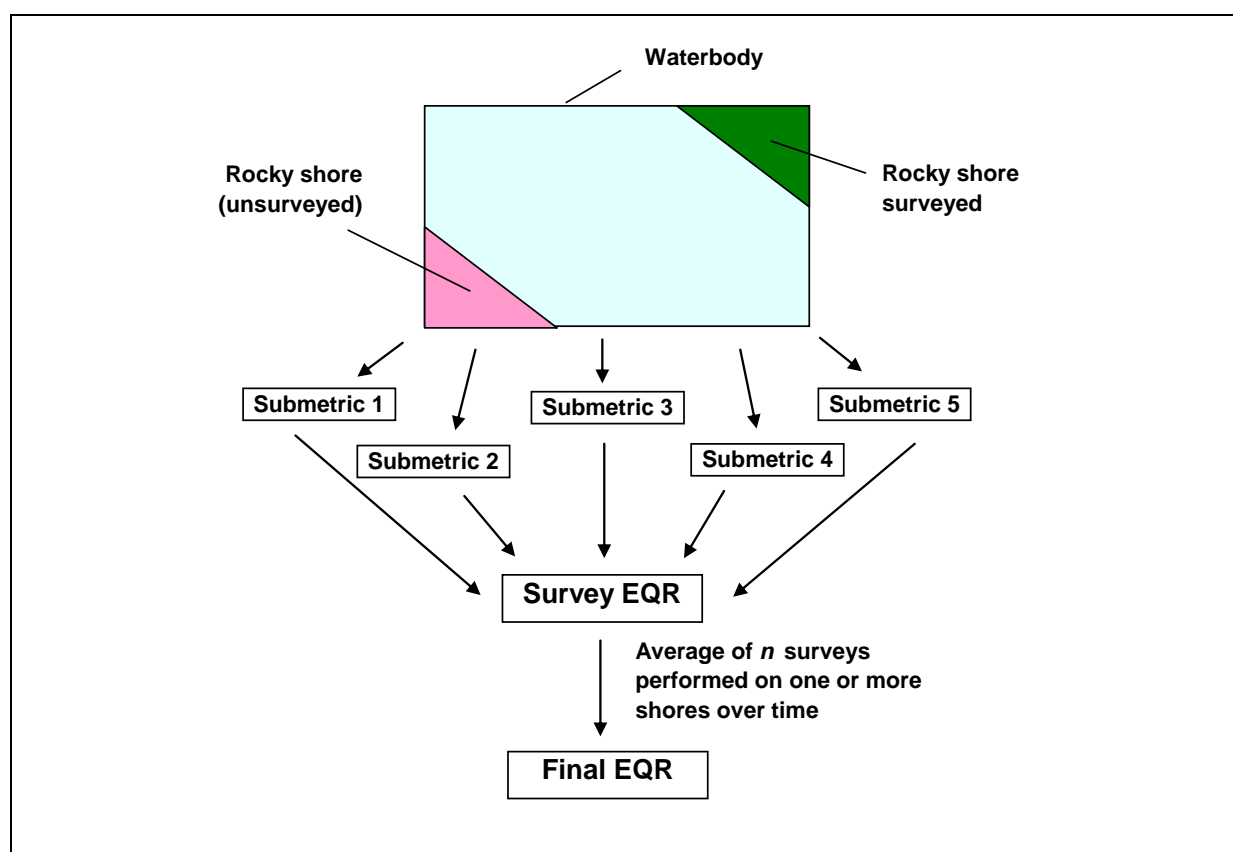 Waterbody
Rocky shore
(unsurveyed)
Rocky shore
surveyed
Submetric 1
Submetric 2
Submetric 3
Submetric 4
Submetric 5
Survey EQR
Average of n surveys
performed on one or more
shores over time
Final EQR